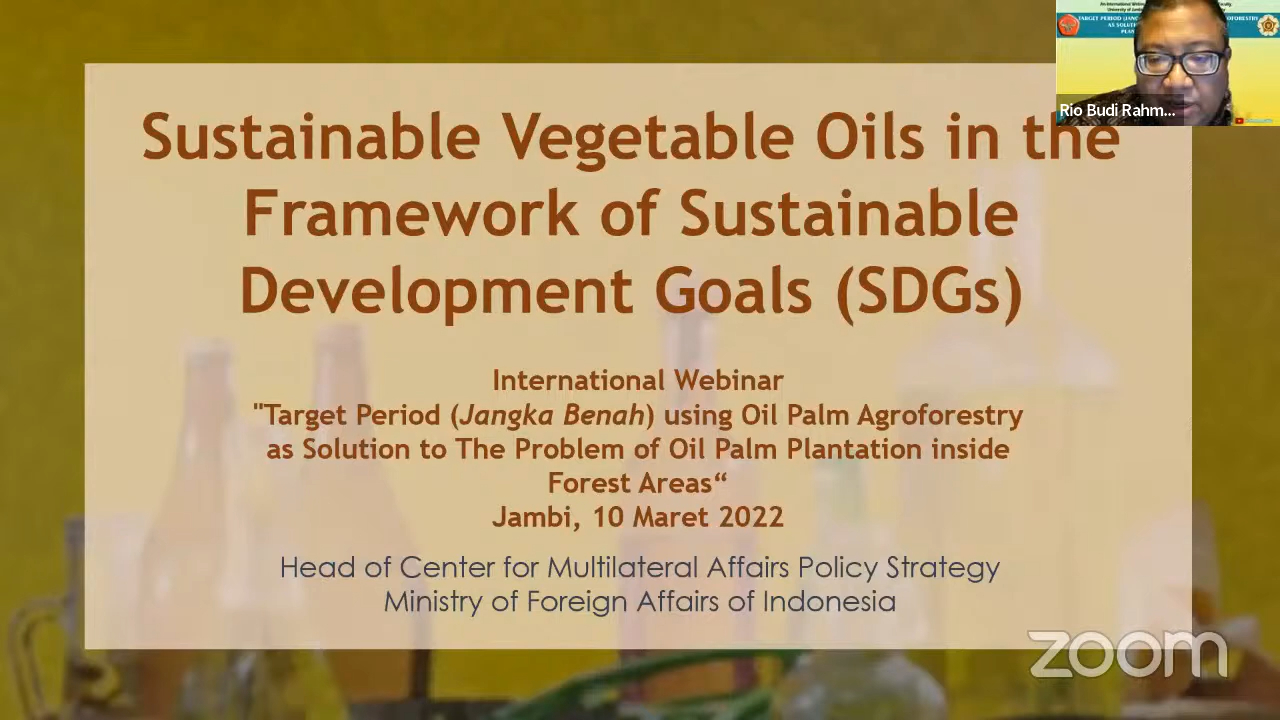 Sustainable Vegetable Oils in the
Framework of Sustainable
Development Goals (SDGs)
International Webinar
"Target Period (Jangka Benah) using Oil Palm Agroforestry
as Solution to The Problem of Oil Palm Plantation inside
Forest Areas“
Jambi, 10 Maret 2022
Head of Center for Multilateral Affairs Policy Strategy
Ministry of Foreign Affairs of Indonesia
Rio Budi Rahm...
zoom